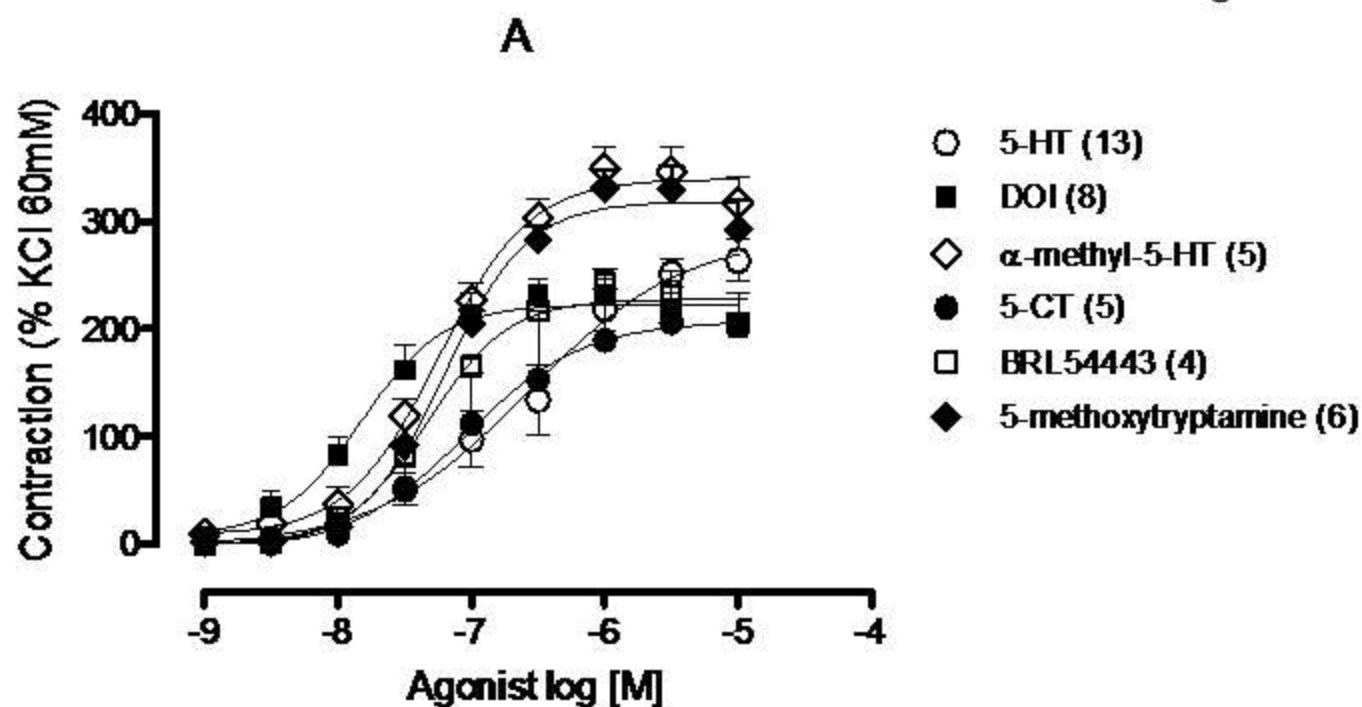 A
Contraction (% KCl 60mM)
400
300
200
100
0
-9 -8 -7 -6 -5 -4
Agonist log [M]
5-HT (13)
DOI (8)
α-methyl-5-HT (5)
5-CT (5)
BRL54443 (4)
5-methoxytryptamine (6)